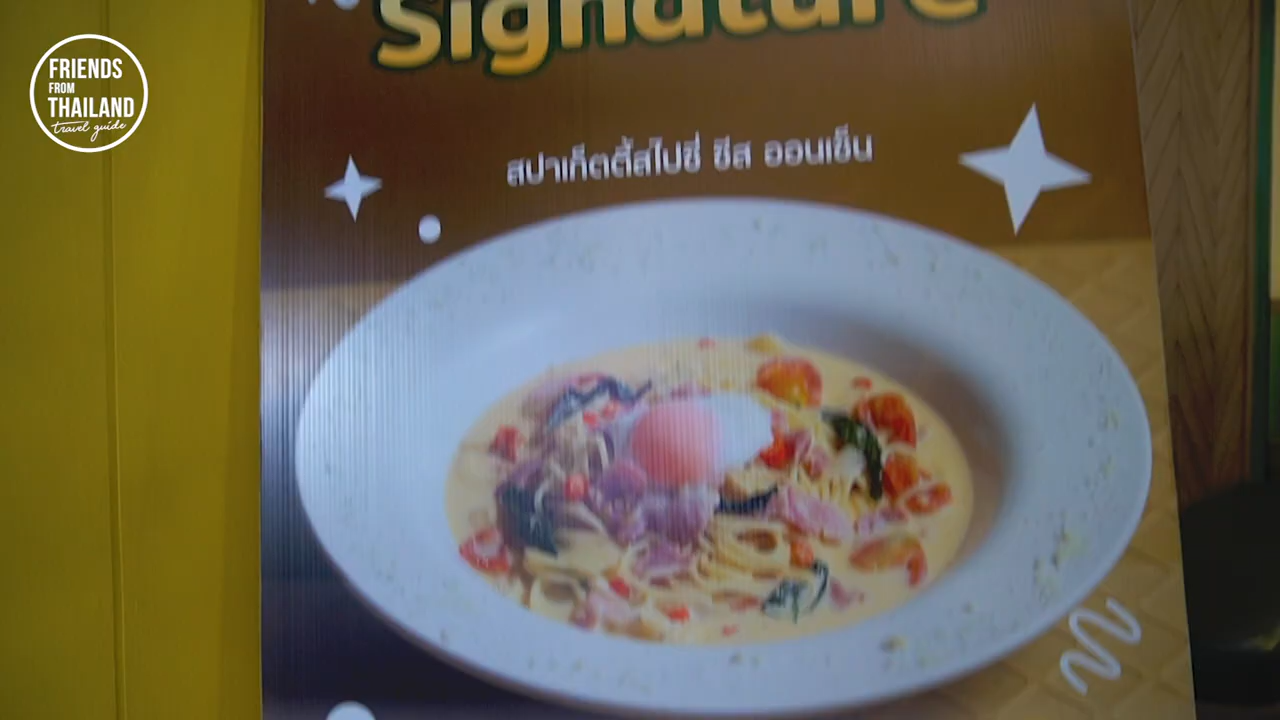 FRIENDS
FROM
THAILAND
travel guide
Signature
สปาเก็ตตี้สไปซี่ ชีส ออนเซ็น